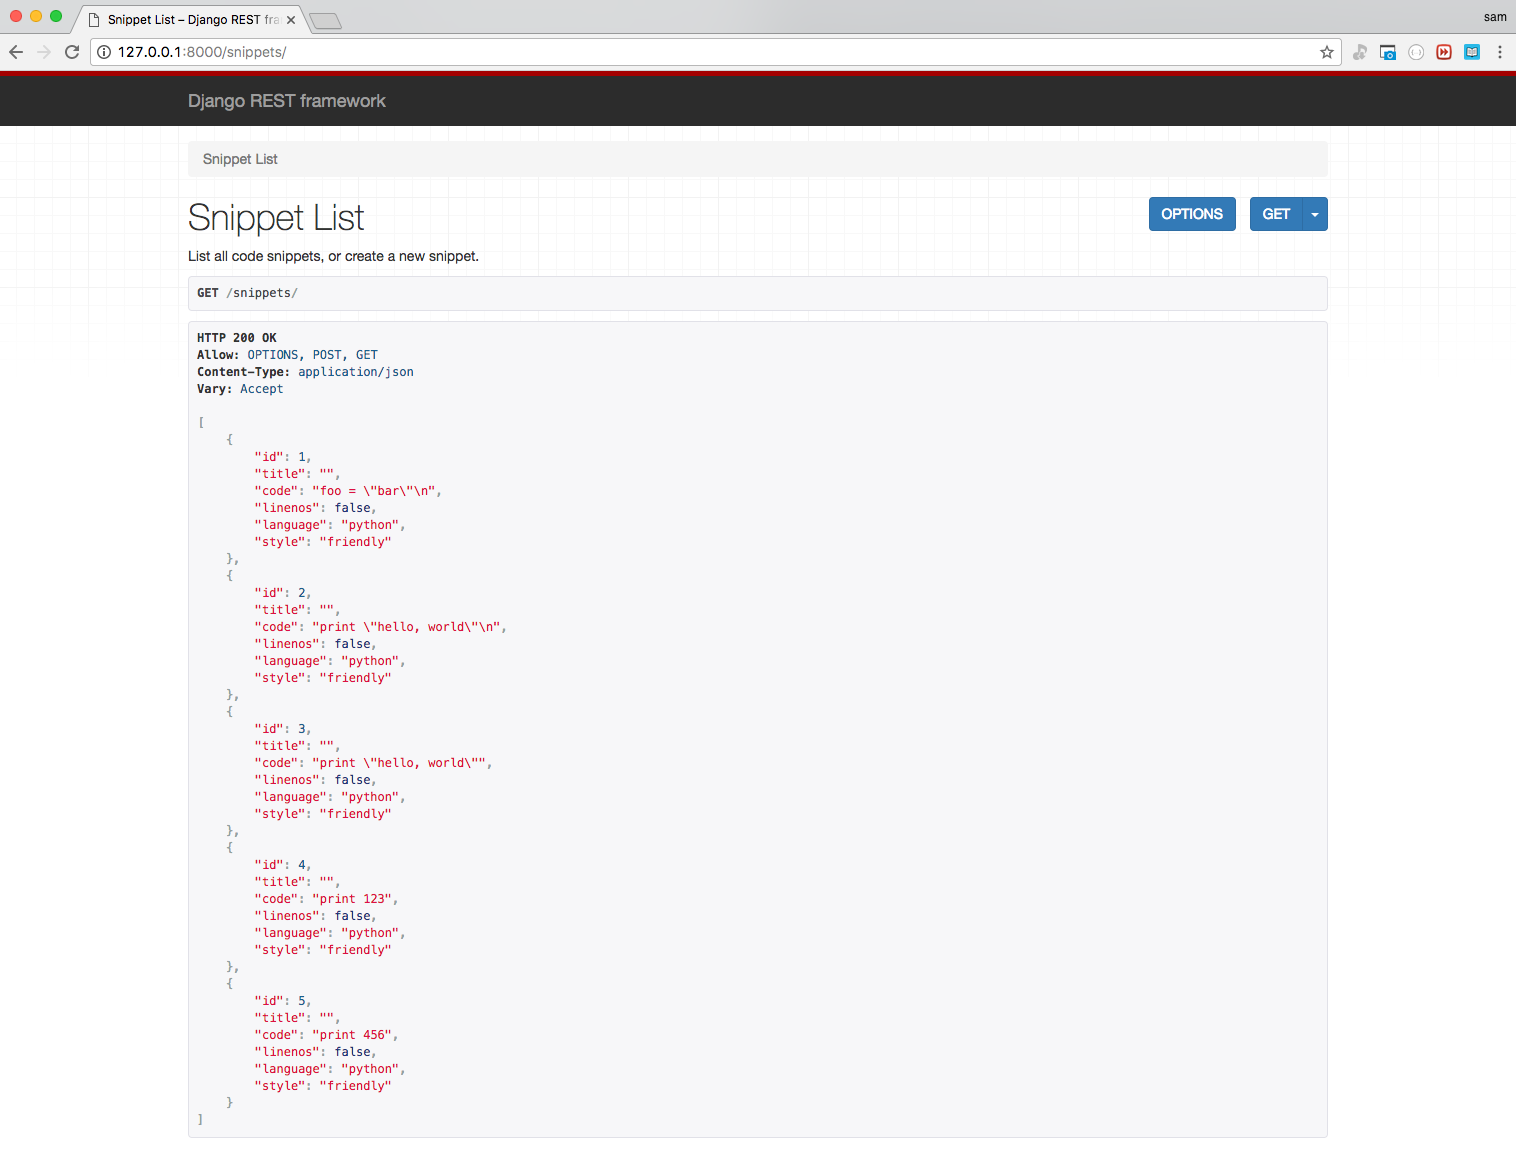 Snippet List – Django REST fra
sam
127.0.0.1:8000/snippets/
Django REST framework
Snippet List
Snippet List
OPTIONS
GET
List all code snippets, or create a new snippet.
GET /snippets/
HTTP 200 OK
Allow: OPTIONS, POST, GET
Content-Type: application/json
Vary: Accept
[
    {
        "id": 1,
        "title": "",
        "code": "foo = \"bar\"\n",
        "linenos": false,
        "language": "python",
        "style": "friendly"
    },
    {
        "id": 2,
        "title": "",
        "code": "print \"hello, world\"\n",
        "linenos": false,
        "language": "python",
        "style": "friendly"
    },
    {
        "id": 3,
        "title": "",
        "code": "print \"hello, world\"",
        "linenos": false,
        "language": "python",
        "style": "friendly"
    },
    {
        "id": 4,
        "title": "",
        "code": "print 123",
        "linenos": false,
        "language": "python",
        "style": "friendly"
    },
    {
        "id": 5,
        "title": "",
        "code": "print 456",
        "linenos": false,
        "language": "python",
        "style": "friendly"
    }
]